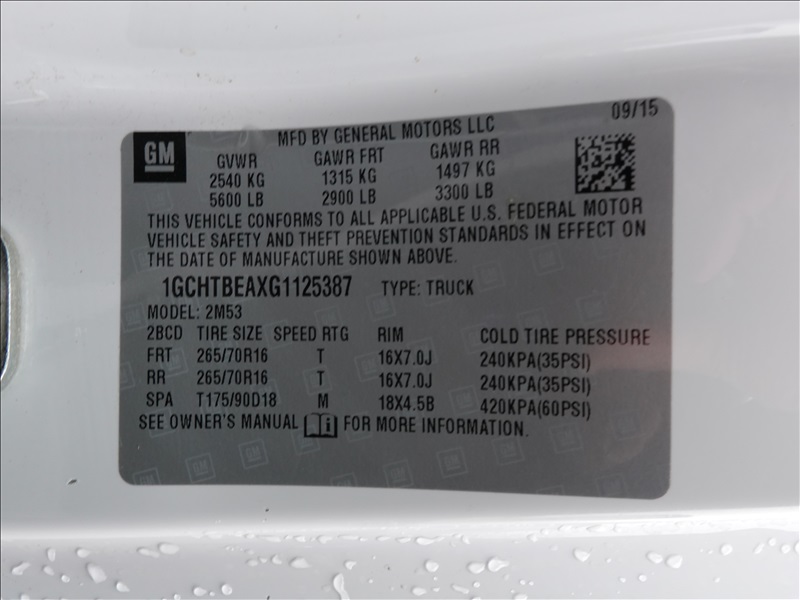 09/15
MFD BY GENERAL MOTORS LLC
GM
GVWR GAWR FRT GAWR RR
2540 KG 1315 KG 1497 KG
5600 LB 2900 LB 3300 LB
THIS VEHICLE CONFORMS TO ALL APPLICABLE U.S. FEDERAL MOTOR
VEHICLE SAFETY AND THEFT PREVENTION STANDARDS IN EFFECT ON
THE DATE OF MANUFACTURE SHOWN ABOVE.
1GCHTBEAXG1125387 TYPE: TRUCK
MODEL: 2M53
2BCD TIRE SIZE SPEED RTG RIM COLD TIRE PRESSURE
FRT 265/70R16 T 16X7.0J 240KPA(35PSI)
RR 265/70R16 T 16X7.0J 240KPA(35PSI)
SPA T175/90D18 M 18X4.5B 420KPA(60PSI)
SEE OWNER'S MANUAL i FOR MORE INFORMATION.